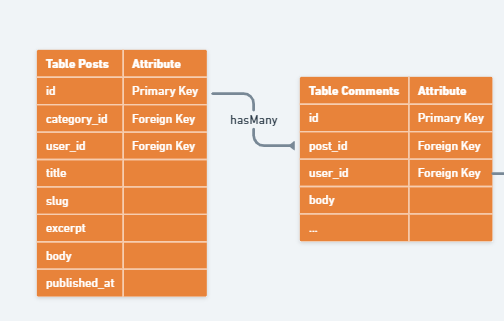 Table Posts Attribute
id Primary Key
category_id Foreign Key
user_id Foreign Key
title
slug
excerpt
body
published_at
hasMany
Table Comments Attribute
id Primary Key
post_id Foreign Key
user_id Foreign Key
body
...